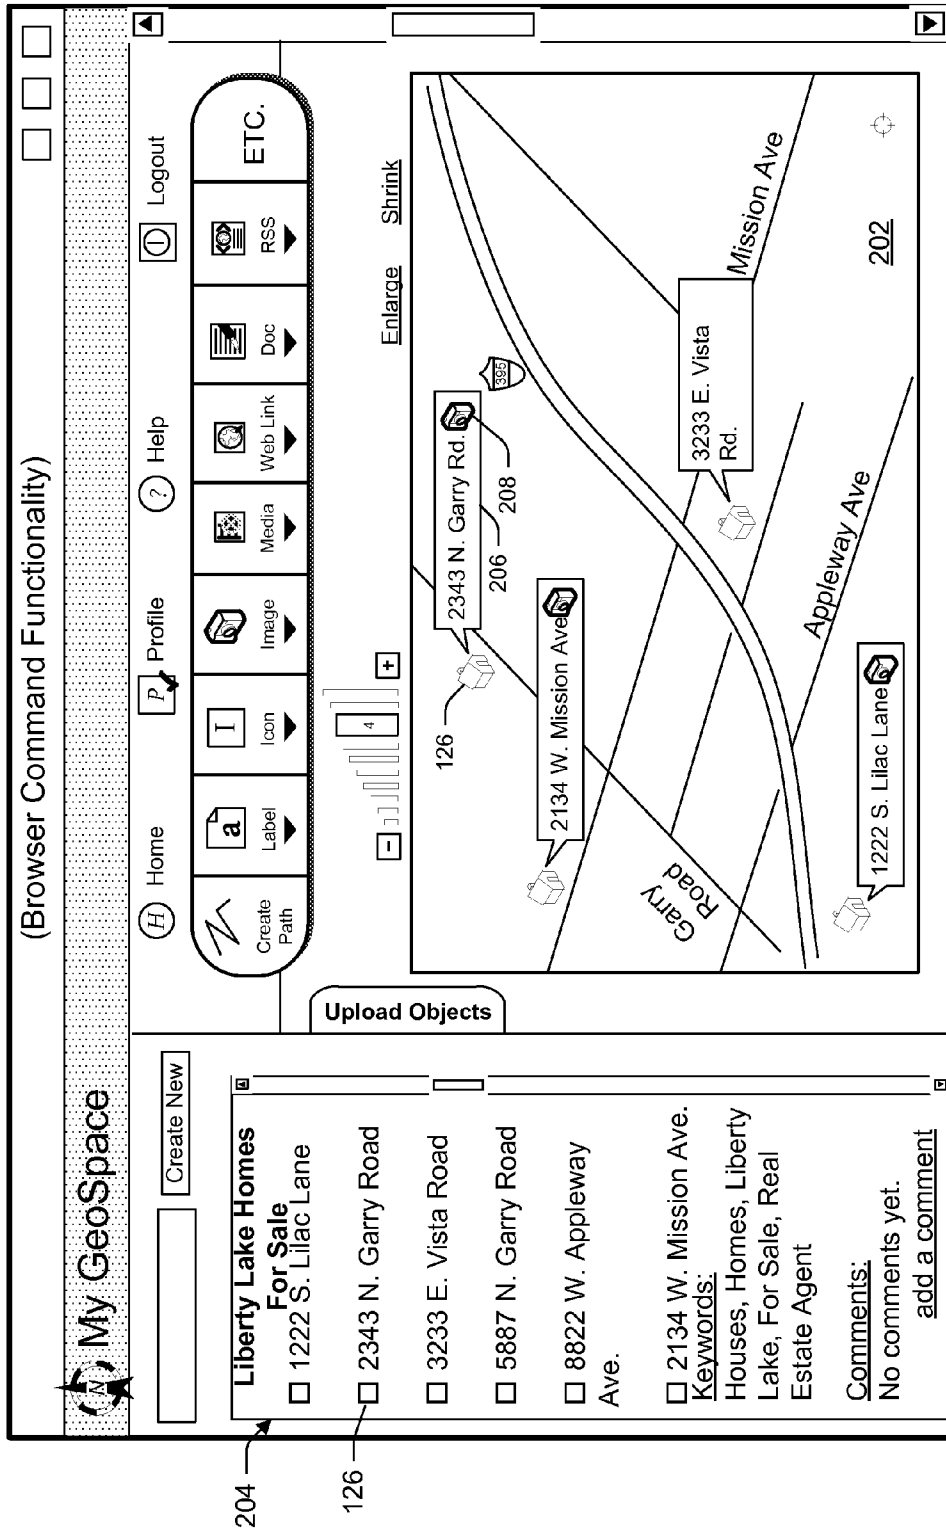 (Browser Command Functionality)
N
My GeoSpace
H Home
P Profile
? Help
Logout
Create New
Create
Path
a
Label
I
Icon
Image
Media
Web Link
Doc
RSS
ETC.
Upload Objects
−
4
+
Enlarge
Shrink
204
Liberty Lake Homes
For Sale
1222 S. Lilac Lane
126
2343 N. Garry Road
3233 E. Vista Road
5887 N. Garry Road
8822 W. Appleway
Ave.
2134 W. Mission Ave.
Keywords:
Houses, Homes, Liberty
Lake, For Sale, Real
Estate Agent
Comments:
No comments yet.
add a comment
126
2343 N. Garry Rd.
206
208
395
2134 W. Mission Ave
Garry
Road
3233 E. Vista
Rd.
Mission Ave
Appleway Ave
1222 S. Lilac Lane
202